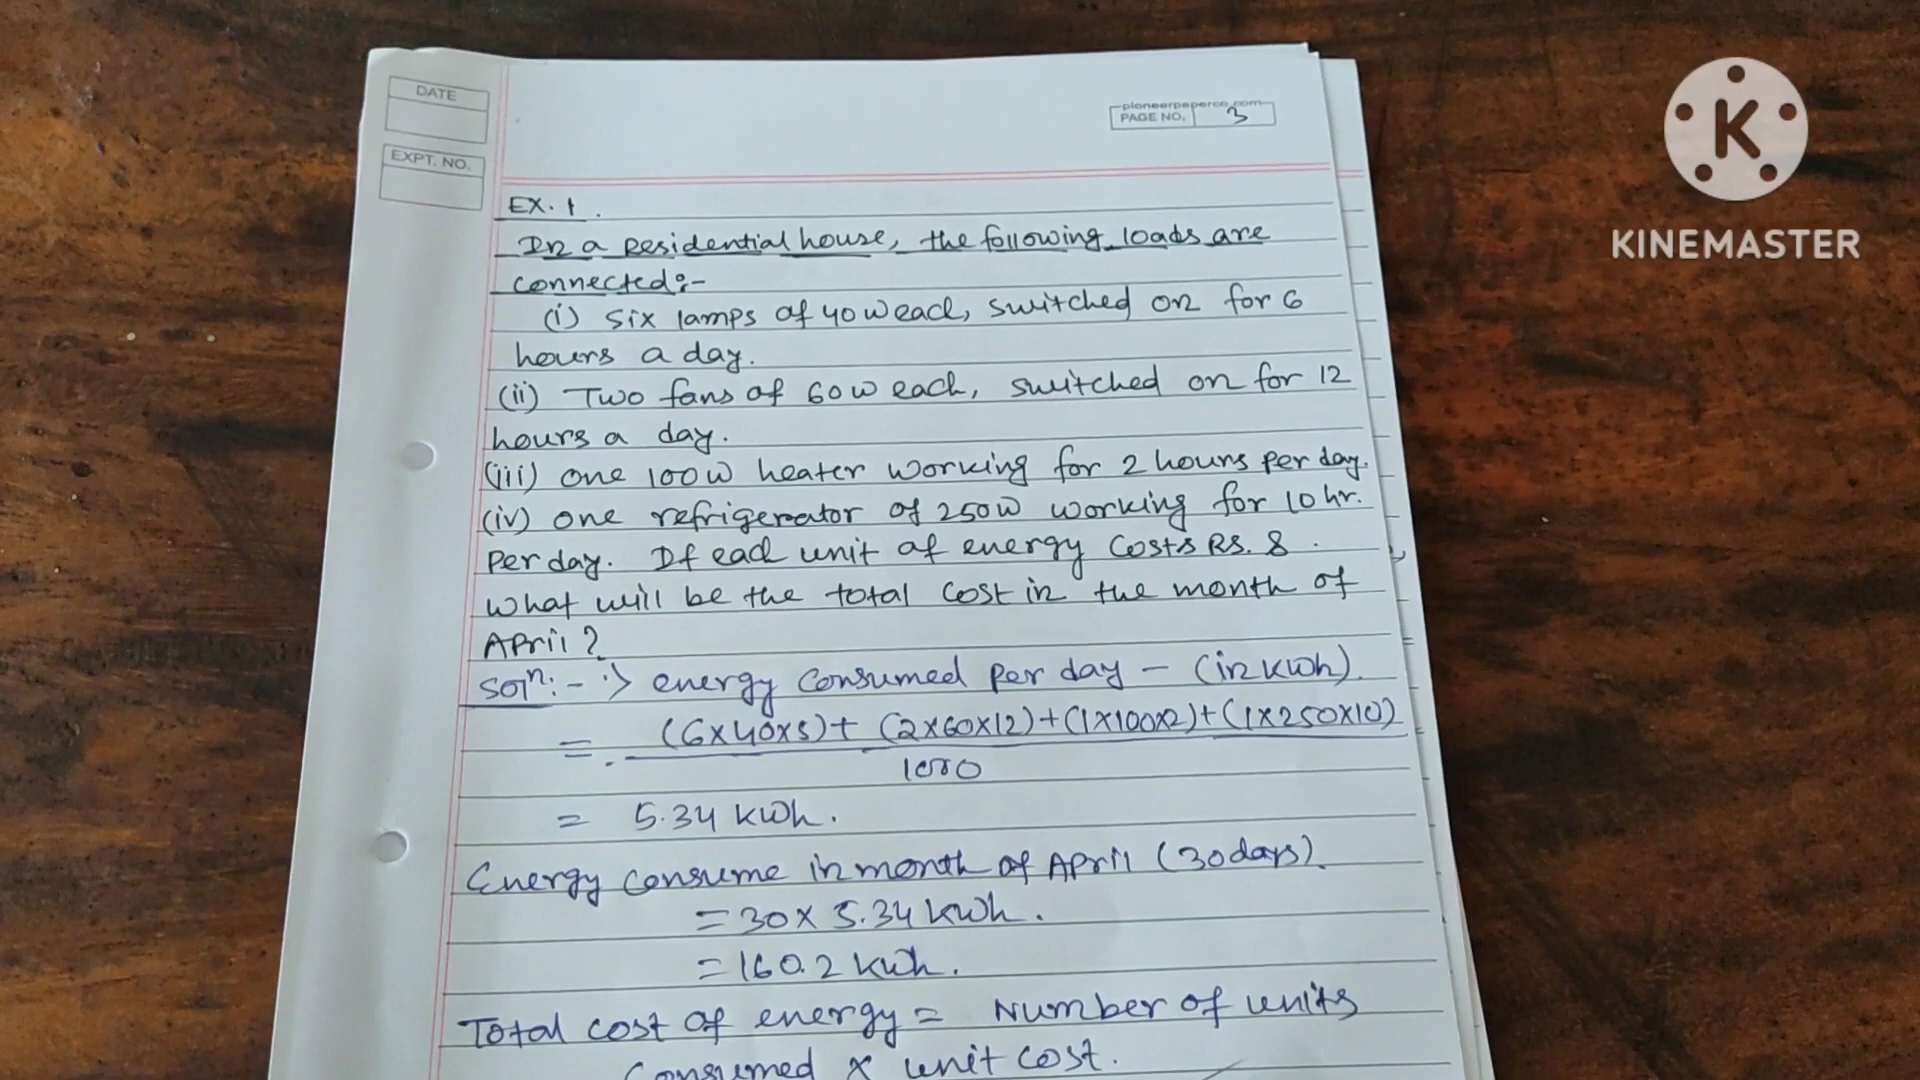 DATE
EXPT. NO.
pioneerpaperco.com
PAGE NO. 3
K
KINEMASTER
EX. 1.
In a residential house, the following loads are
connected:-
(i) Six lamps of 40w each, switched on for 6
hours a day.
(ii) Two fans of 60w each, switched on for 12
hours a day.
(iii) one 100w heater working for 2 hours per day.
(iv) one refrigerator of 250w working for 10 hr.
per day. If each unit of energy costs Rs. 8.
what will be the total cost in the month of
April?
Solⁿ:- :) energy consumed per day - (in kwh).
= (6x40x5) + (2x60x12) + (1x100x2) + (1x250x10)
1000
= 5.34 kwh.
Energy consume in month of April (30 days).
= 30 x 5.34 kwh.
= 160.2 kwh.
Total cost of energy = Number of units
consumed x unit cost.